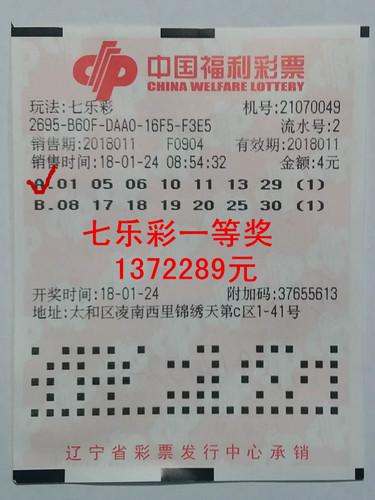 中国福利彩票
CHINA WELFARE LOTTERY
玩法:七乐彩 机号:21070049
2695-B60F-DAA0-16F5-F3E5 流水号:2
销售期:2018011 F0904 有效期:2018011
销售时间:18-01-24 08:54:32 金额:4元
A.01 05 06 10 11 13 29 (1)
B.08 17 18 19 20 25 30 (1)
七乐彩一等奖
1372289元
开奖时间:18-01-24 附加码:37655613
地址:太和区凌南西里锦绣天第c区1-41号
辽宁省彩票发行中心承销